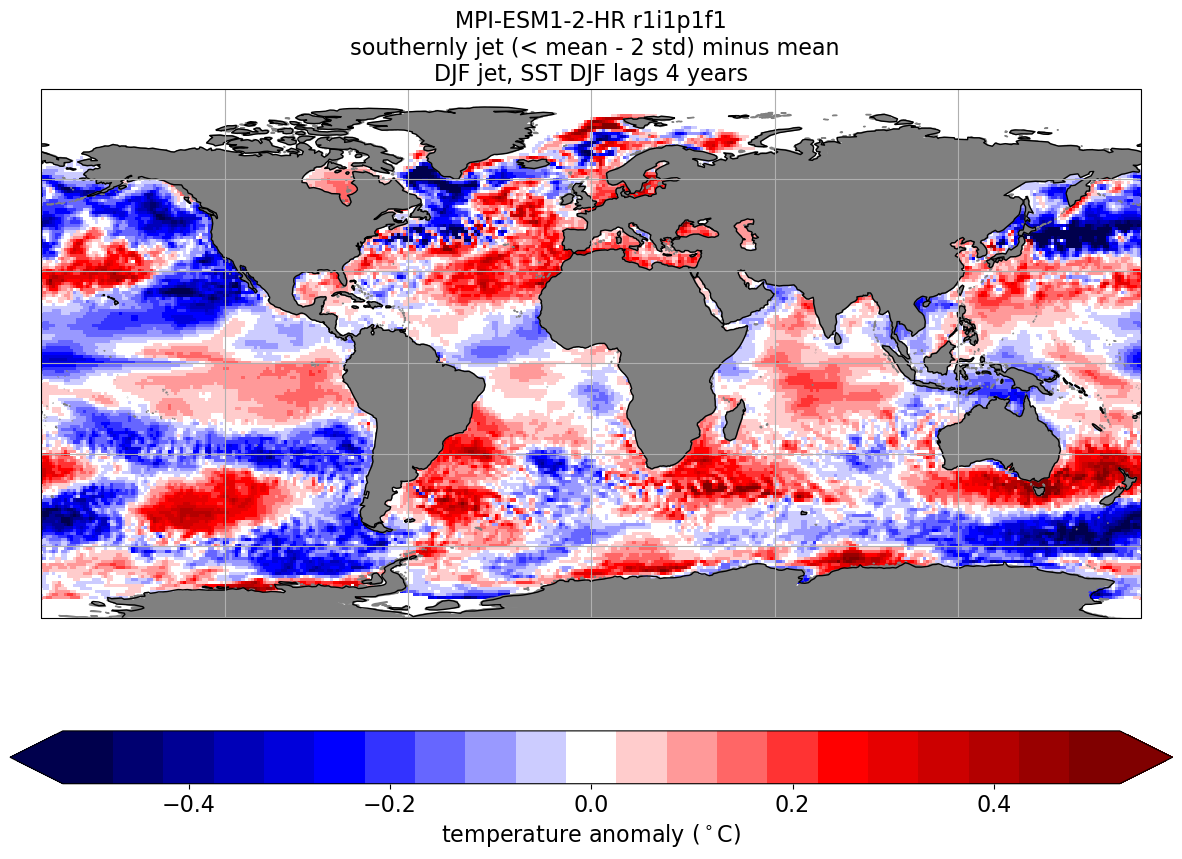 MPI-ESM1-2-HR r1i1p1f1
southernly jet (< mean - 2 std) minus mean
DJF jet, SST DJF lags 4 years
−0.4 −0.2 0.0 0.2 0.4
temperature anomaly (°C)